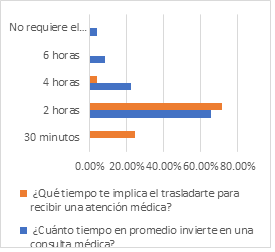 No requiere el...
6 horas
4 horas
2 horas
30 minutos
0.00% 20.00% 40.00% 60.00% 80.00%
¿Qué tiempo te implica el trasladarte para
recibir una atención médica?
¿Cuánto tiempo en promedio invierte en una
consulta médica?